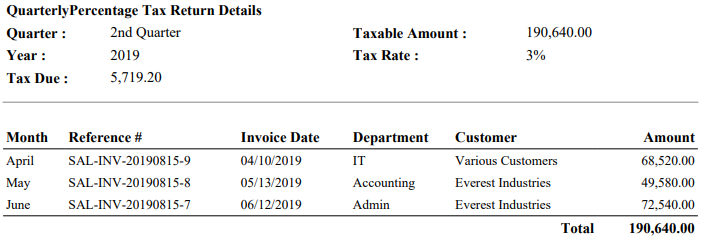 QuarterlyPercentage Tax Return Details
Quarter : 2nd Quarter Taxable Amount : 190,640.00
Year : 2019 Tax Rate : 3%
Tax Due : 5,719.20
Month Reference # Invoice Date Department Customer Amount
April SAL-INV-20190815-9 04/10/2019 IT Various Customers 68,520.00
May SAL-INV-20190815-8 05/13/2019 Accounting Everest Industries 49,580.00
June SAL-INV-20190815-7 06/12/2019 Admin Everest Industries 72,540.00
Total 190,640.00